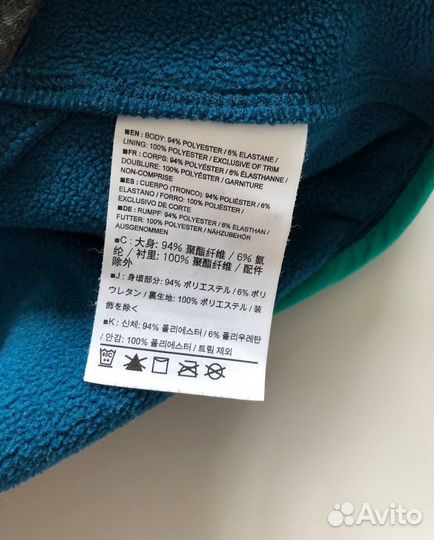 ■EN: BODY: 94% POLYESTER / 6% ELASTANE /
LINING: 100% POLYESTER / EXCLUSIVE OF TRIM
■FR: CORPS: 94% POLYESTER / 6% ÉLASTHANNE /
DOUBLURE: 100% POLYESTER / GARNITURE
NON-COMPRISE
■ES: CUERPO (TRONCO): 94% POLIÉSTER / 6%
ELASTANO / FORRO: 100% POLIÉSTER /
EXCLUSIVO DE CORTE
■DE: RUMPF: 94% POLYESTER / 6% ELASTHAN /
FUTTER: 100% POLYESTER / NÄHZUBEHÖR
AUSGENOMMEN
■C: 大身: 94% 聚酯纤维 / 6% 氨
纶 / 衬里: 100% 聚酯纤维 / 配件
除外
■J: 身頃部分: 94% ポリエステル / 6% ポリ
ウレタン / 裏生地: 100% ポリエステル / 装
飾を除く
■K: 신체: 94% 폴리에스터 / 6% 폴리우레탄
/ 안감: 100% 폴리에스터 / 트림 제외
40C
Avito